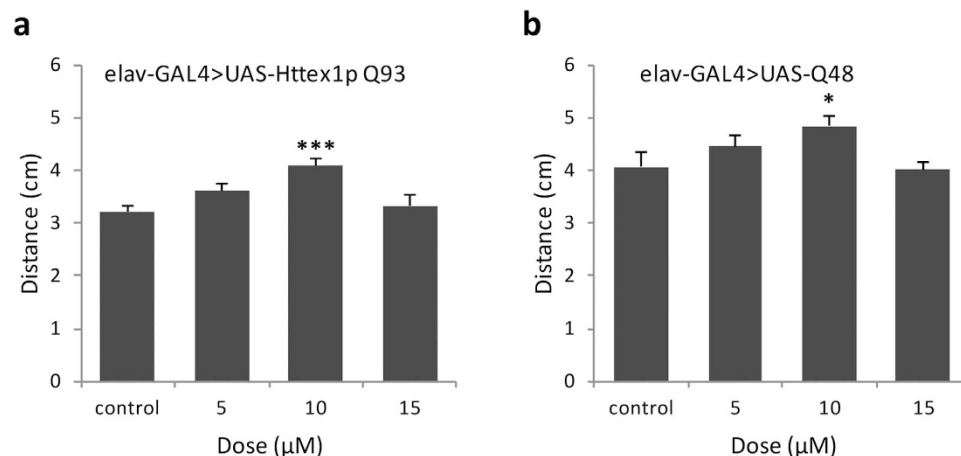 a
elav-GAL4>UAS-Httex1p Q93
6
5
4
3
2
1
0
***
Distance (cm)
control 5 10 15
Dose (µM)
b
elav-GAL4>UAS-Q48
6
5
4
3
2
1
0
*
Distance (cm)
control 5 10 15
Dose (µM)